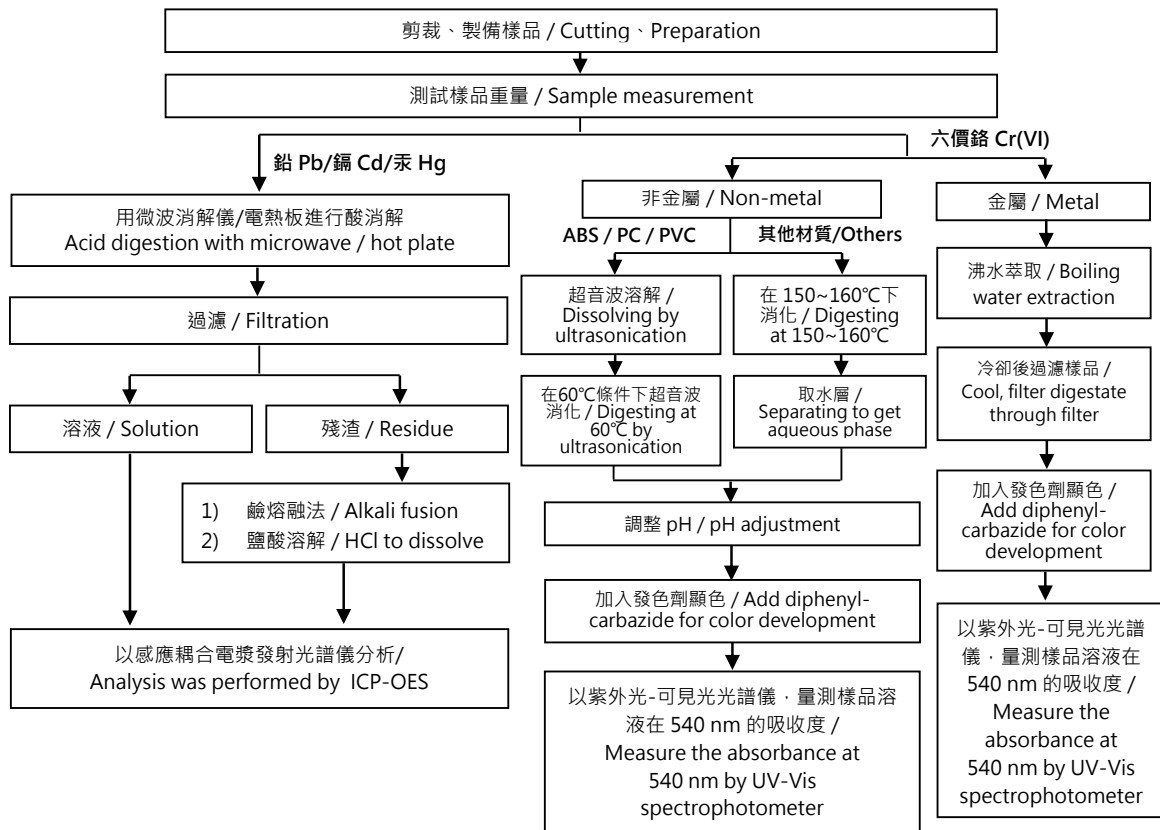 剪裁、製備樣品 / Cutting、Preparation
測試樣品重量 / Sample measurement
鉛 Pb/鎘 Cd/汞 Hg
六價鉻 Cr(VI)
用微波消解儀/電熱板進行酸消解
Acid digestion with microwave / hot plate
過濾 / Filtration
溶液 / Solution
殘渣 / Residue
1) 鹼熔融法 / Alkali fusion
2) 鹽酸溶解 / HCl to dissolve
以感應耦合電漿發射光譜儀分析/
Analysis was performed by ICP-OES
非金屬 / Non-metal
ABS / PC / PVC
其他材質/Others
超音波溶解 /
Dissolving by
ultrasonication
在60℃條件下超音波
消化 / Digesting at
60℃ by
ultrasonication
在 150~160℃下
消化 / Digesting
at 150~160℃
取水層 /
Separating to get
aqueous phase
調整 pH / pH adjustment
加入發色劑顯色 / Add diphenyl-
carbazide for color development
以紫外光-可見光光譜儀，量測樣品溶
液在 540 nm 的吸收度 /
Measure the absorbance at
540 nm by UV-Vis
spectrophotometer
金屬 / Metal
沸水萃取 / Boiling
water extraction
冷卻後過濾樣品 /
Cool, filter digestate
through filter
加入發色劑顯色 /
Add diphenyl-
carbazide for color
development
以紫外光-可見光光譜
儀，量測樣品溶液在
540 nm 的吸收度 /
Measure the
absorbance at
540 nm by UV-Vis
spectrophotometer